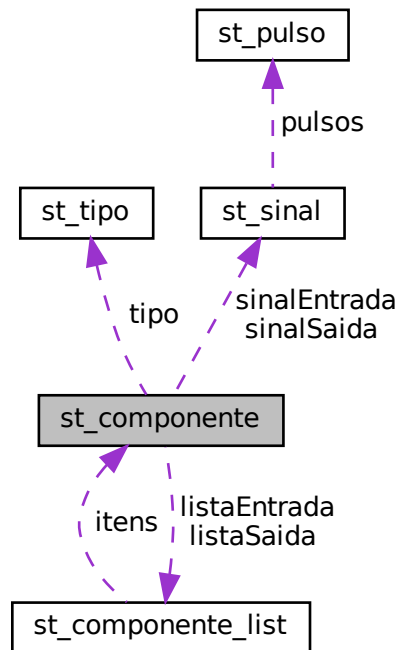 st_pulso
pulsos
st_tipo
st_sinal
tipo
sinalEntrada
sinalSaida
st_componente
itens
listaEntrada
listaSaida
st_componente_list